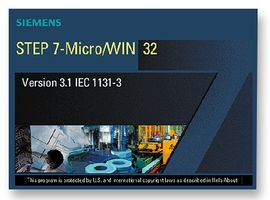 SIEMENS
STEP 7-Micro/WIN 32
Version 3.1 IEC 1131-3
This program is protected by U.S. and international copyright laws as described in Help About